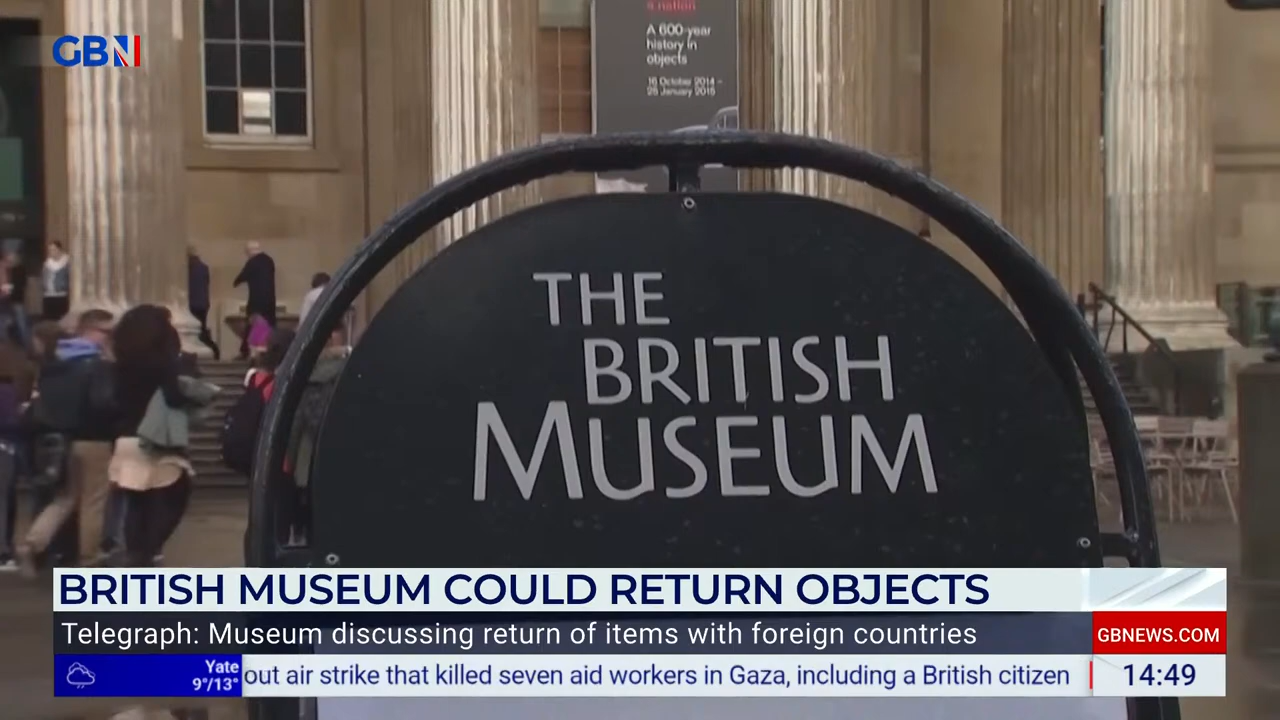 GBN
a nation
A 600-year
history in
objects
16 October 2014 -
25 January 2015
THE
BRITISH
MUSEUM
BRITISH MUSEUM COULD RETURN OBJECTS
Telegraph: Museum discussing return of items with foreign countries
GBNEWS.COM
Yate
9°/13°
out air strike that killed seven aid workers in Gaza, including a British citizen
14:49